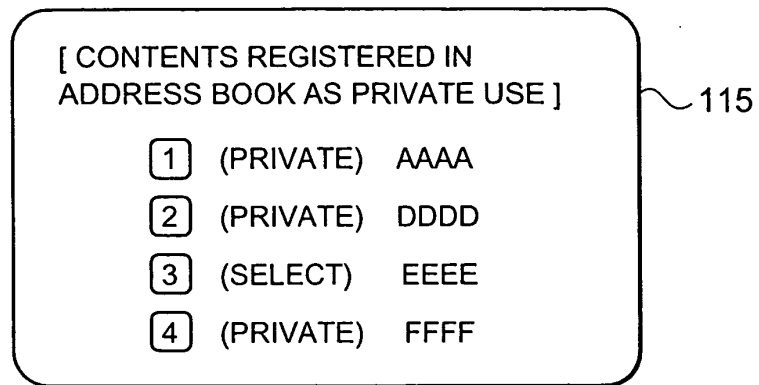 [ CONTENTS REGISTERED IN
ADDRESS BOOK AS PRIVATE USE ]
115
1 (PRIVATE) AAAA
2 (PRIVATE) DDDD
3 (SELECT) EEEE
4 (PRIVATE) FFFF